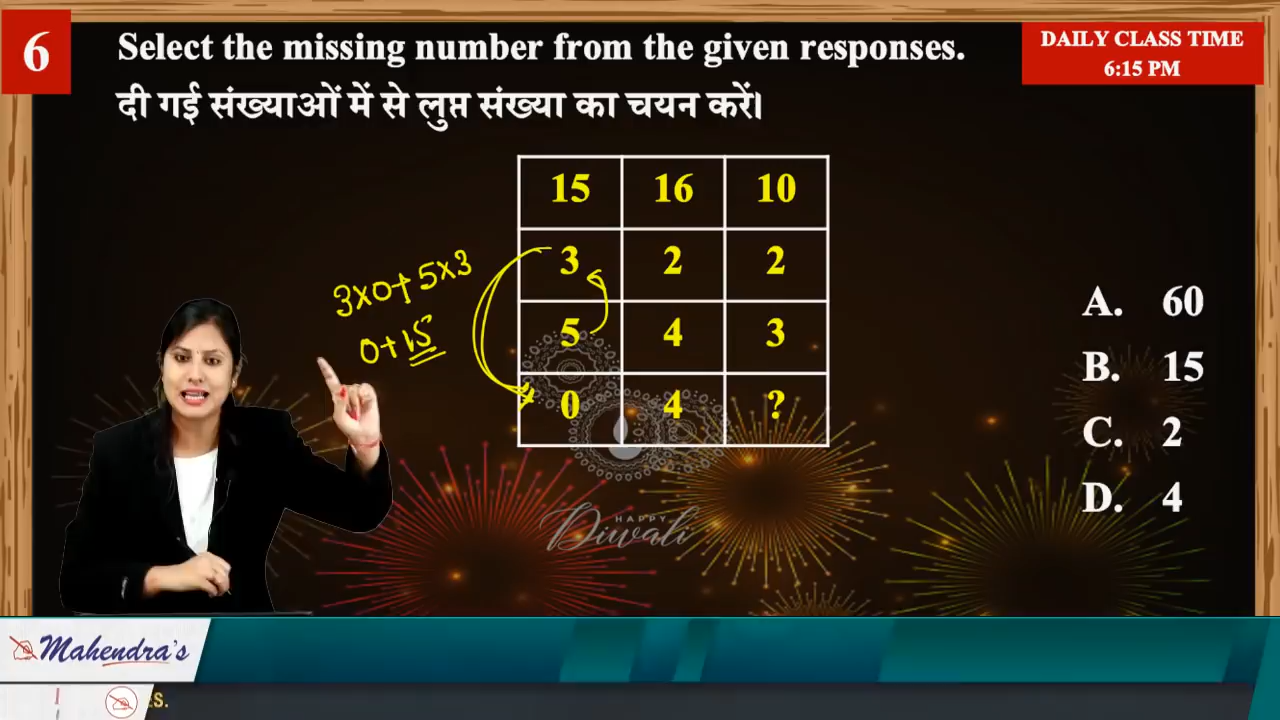 6
Select the missing number from the given responses.
दी गई संख्याओं में से लुप्त संख्या का चयन करें।
DAILY CLASS TIME
6:15 PM
15 16 10
3 2 2
5 4 3
0 4 ?
3x0+5x3
0+15
A. 60
B. 15
C. 2
D. 4
HAPPY
Diwali
Mahendra's